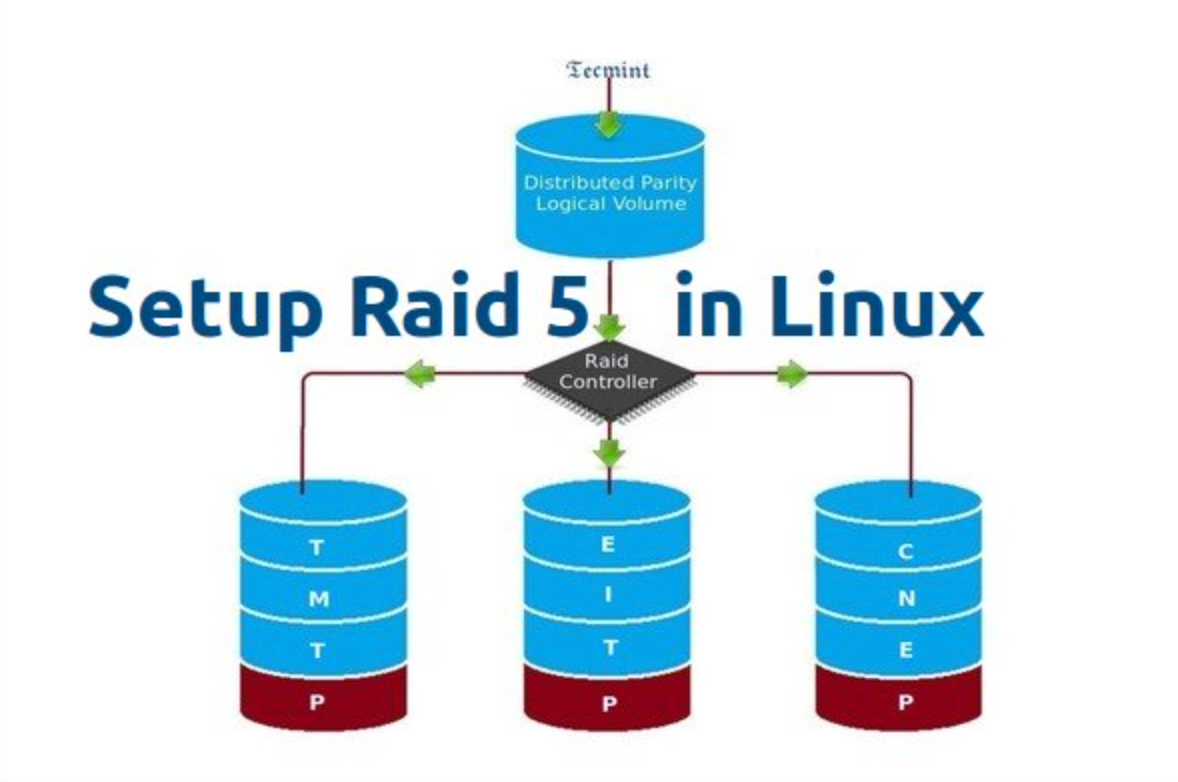 Tecmint
Distributed Parity
Logical Volume
Setup Raid 5 in Linux
Raid
Controller
T E C
M I N
T T E
P P P